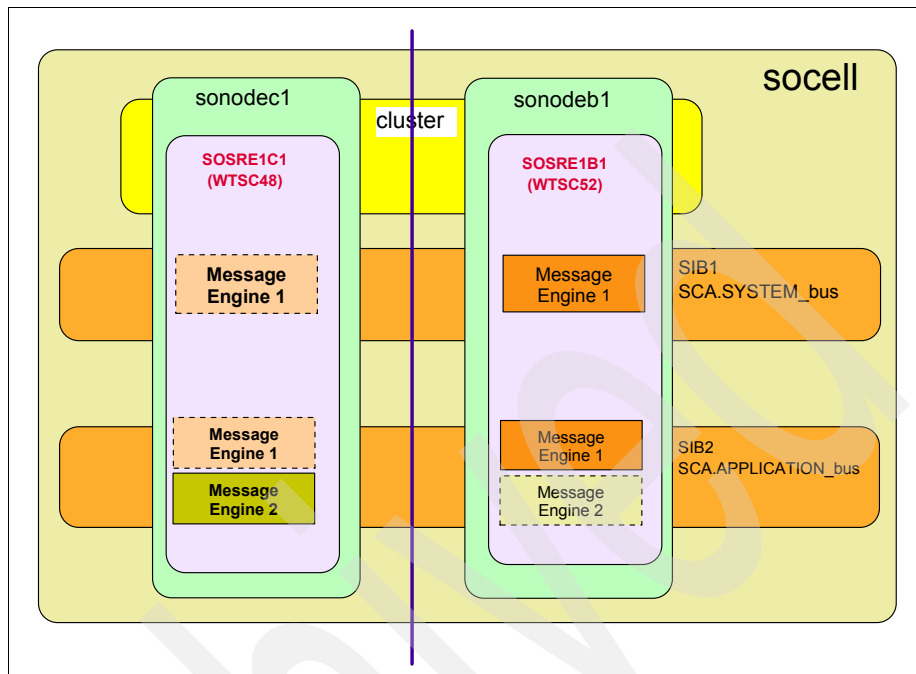 socell
sonodec1
sonodeb1
cluster
SOSRE1C1
(WTSC48)
SOSRE1B1
(WTSC52)
Message
Engine 1
Message
Engine 1
SIB1
SCA.SYSTEM_bus
Message
Engine 1
Message
Engine 2
Message
Engine 1
Message
Engine 2
SIB2
SCA.APPLICATION_bus